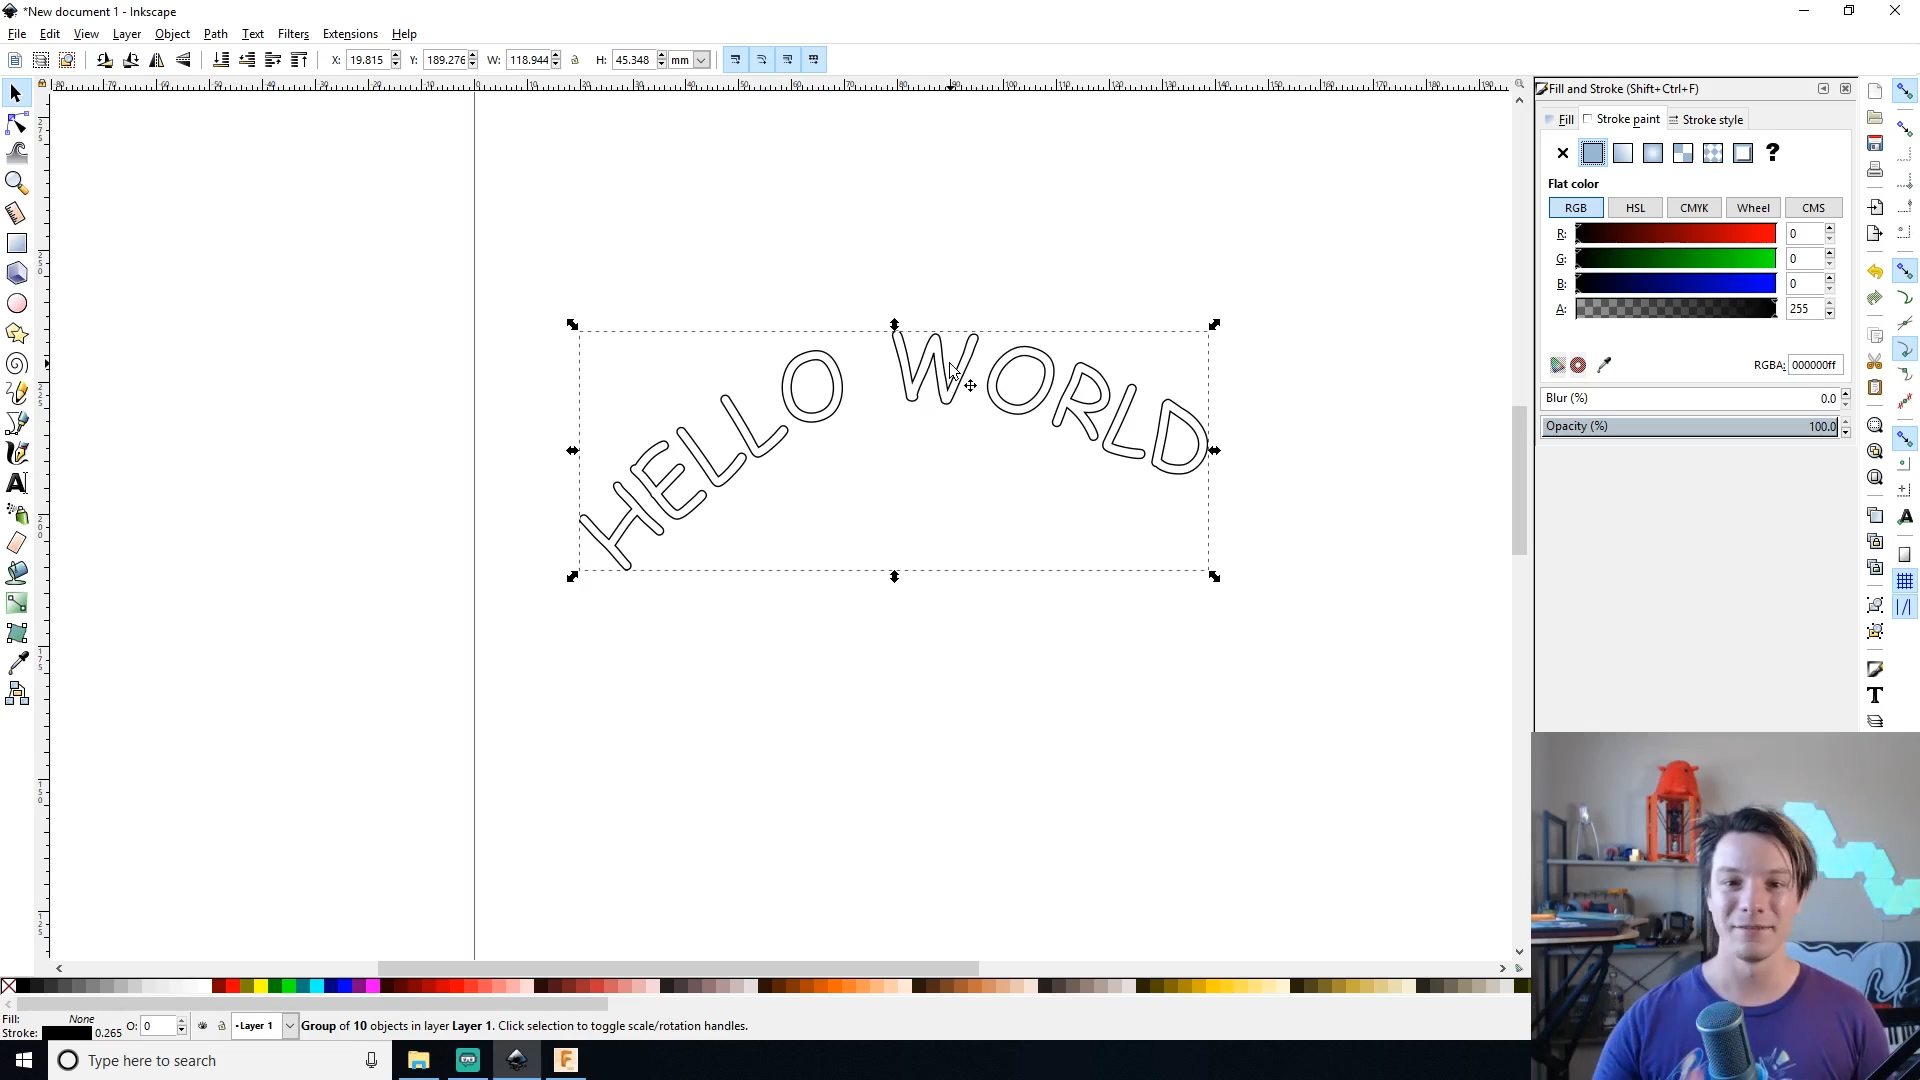 *New document 1 - Inkscape
File Edit View Layer Object Path Text Filters Extensions Help
X: 19.815 Y: 189.276 W: 118.944 H: 45.348 mm
Fill and Stroke (Shift+Ctrl+F)
Fill Stroke paint Stroke style
?
Flat color
RGB HSL CMYK Wheel CMS
R: 0
G: 0
B: 0
A: 255
RGBA: 000000ff
Blur (%) 0.0
Opacity (%) 100.0
HELLO WORLD
Fill: None
Stroke: 0.265 O: 0 •Layer 1 Group of 10 objects in layer Layer 1. Click selection to toggle scale/rotation handles.
Type here to search